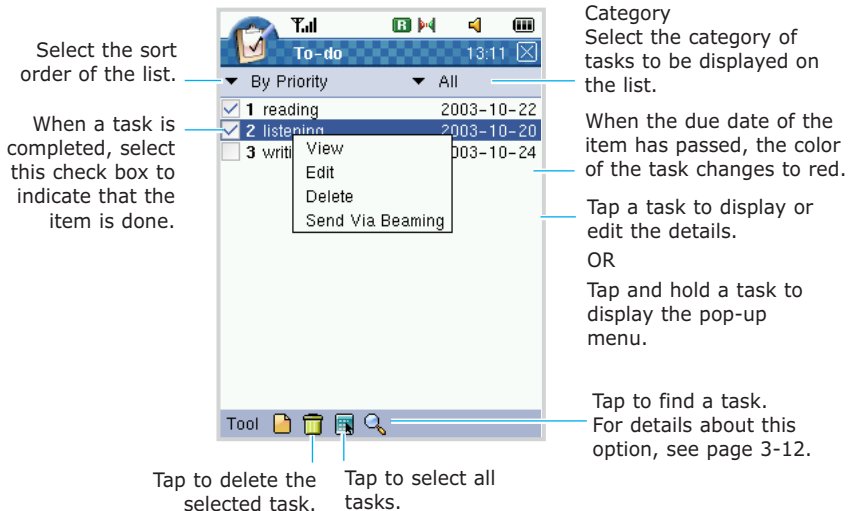 Select the sort
order of the list.
When a task is
completed, select
this check box to
indicate that the
item is done.
R
To-do 13:11
By Priority All
1 reading 2003-10-22
2 listening 2003-10-20
3 writi 003-10-24
View
Edit
Delete
Send Via Beaming
Tool
Category
Select the category of
tasks to be displayed on
the list.
When the due date of the
item has passed, the color
of the task changes to red.
Tap a task to display or
edit the details.
OR
Tap and hold a task to
display the pop-up
menu.
Tap to find a task.
For details about this
option, see page 3-12.
Tap to delete the
selected task.
Tap to select all
tasks.